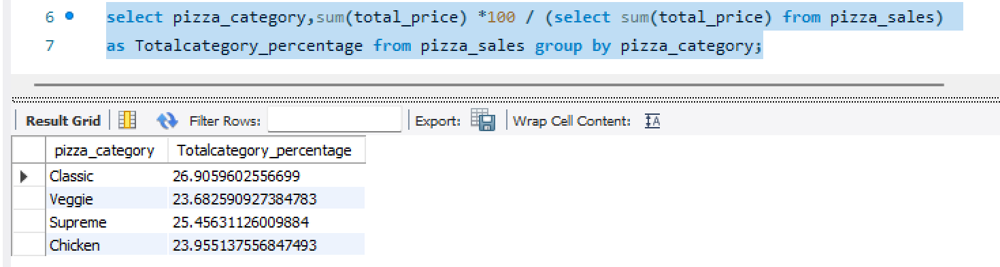 6 select pizza_category,sum(total_price) *100 / (select sum(total_price) from pizza_sales)
7 as Totalcategory_percentage from pizza_sales group by pizza_category;
Result Grid Filter Rows: Export: Wrap Cell Content: IA
pizza_category Totalcategory_percentage
Classic 26.9059602556699
Veggie 23.682590927384783
Supreme 25.45631126009884
Chicken 23.955137556847493